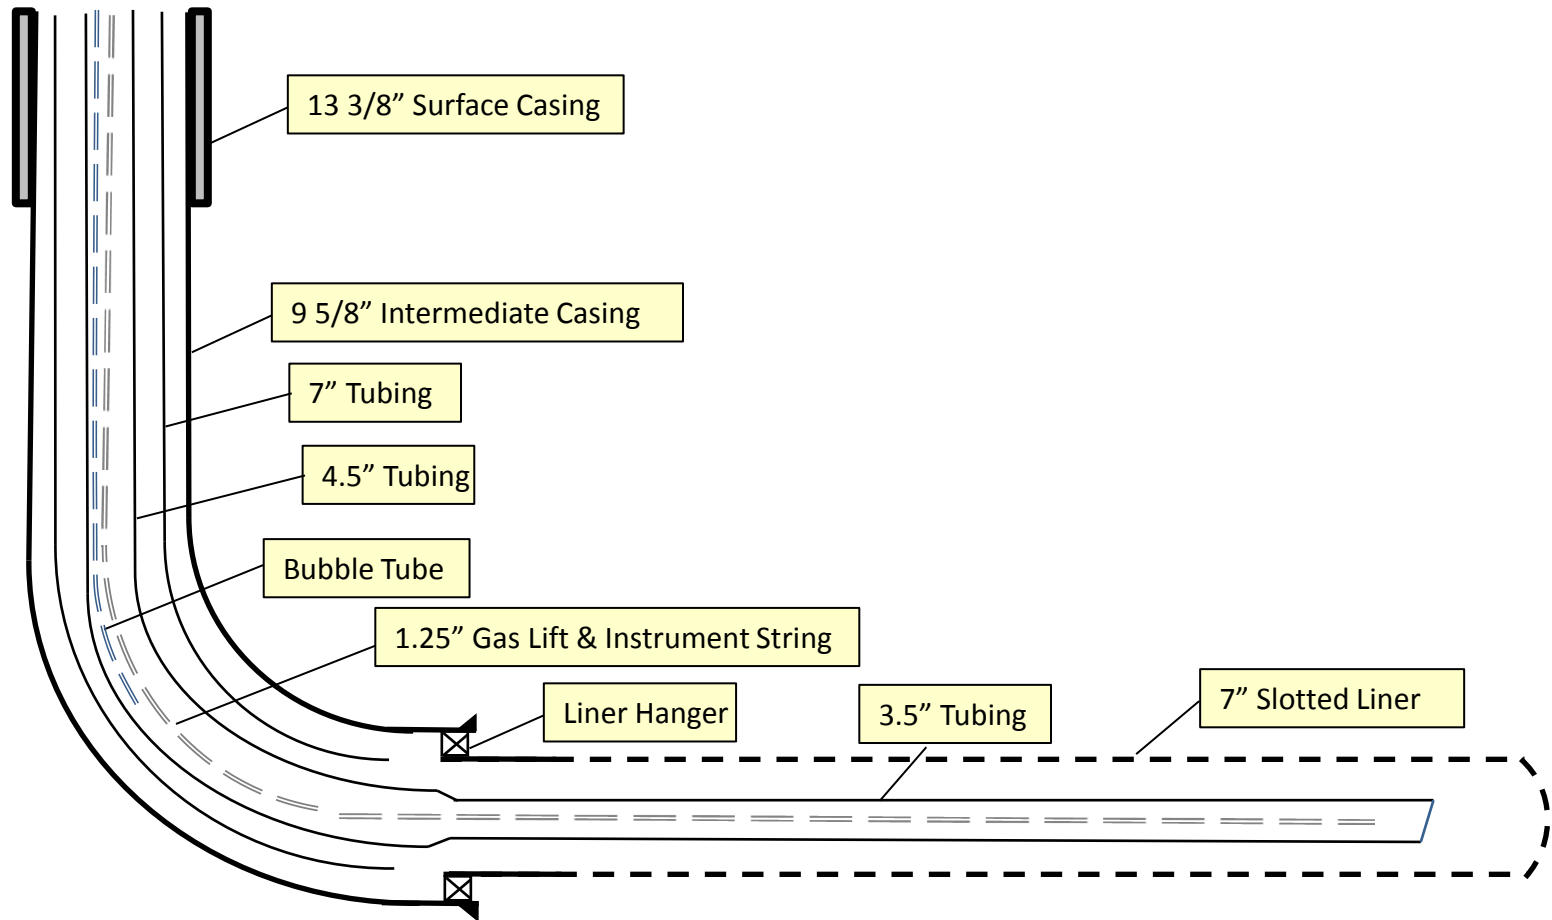 13 3/8” Surface Casing
9 5/8” Intermediate Casing
7” Tubing
4.5” Tubing
Bubble Tube
1.25” Gas Lift & Instrument String
Liner Hanger
3.5” Tubing
7” Slotted Liner